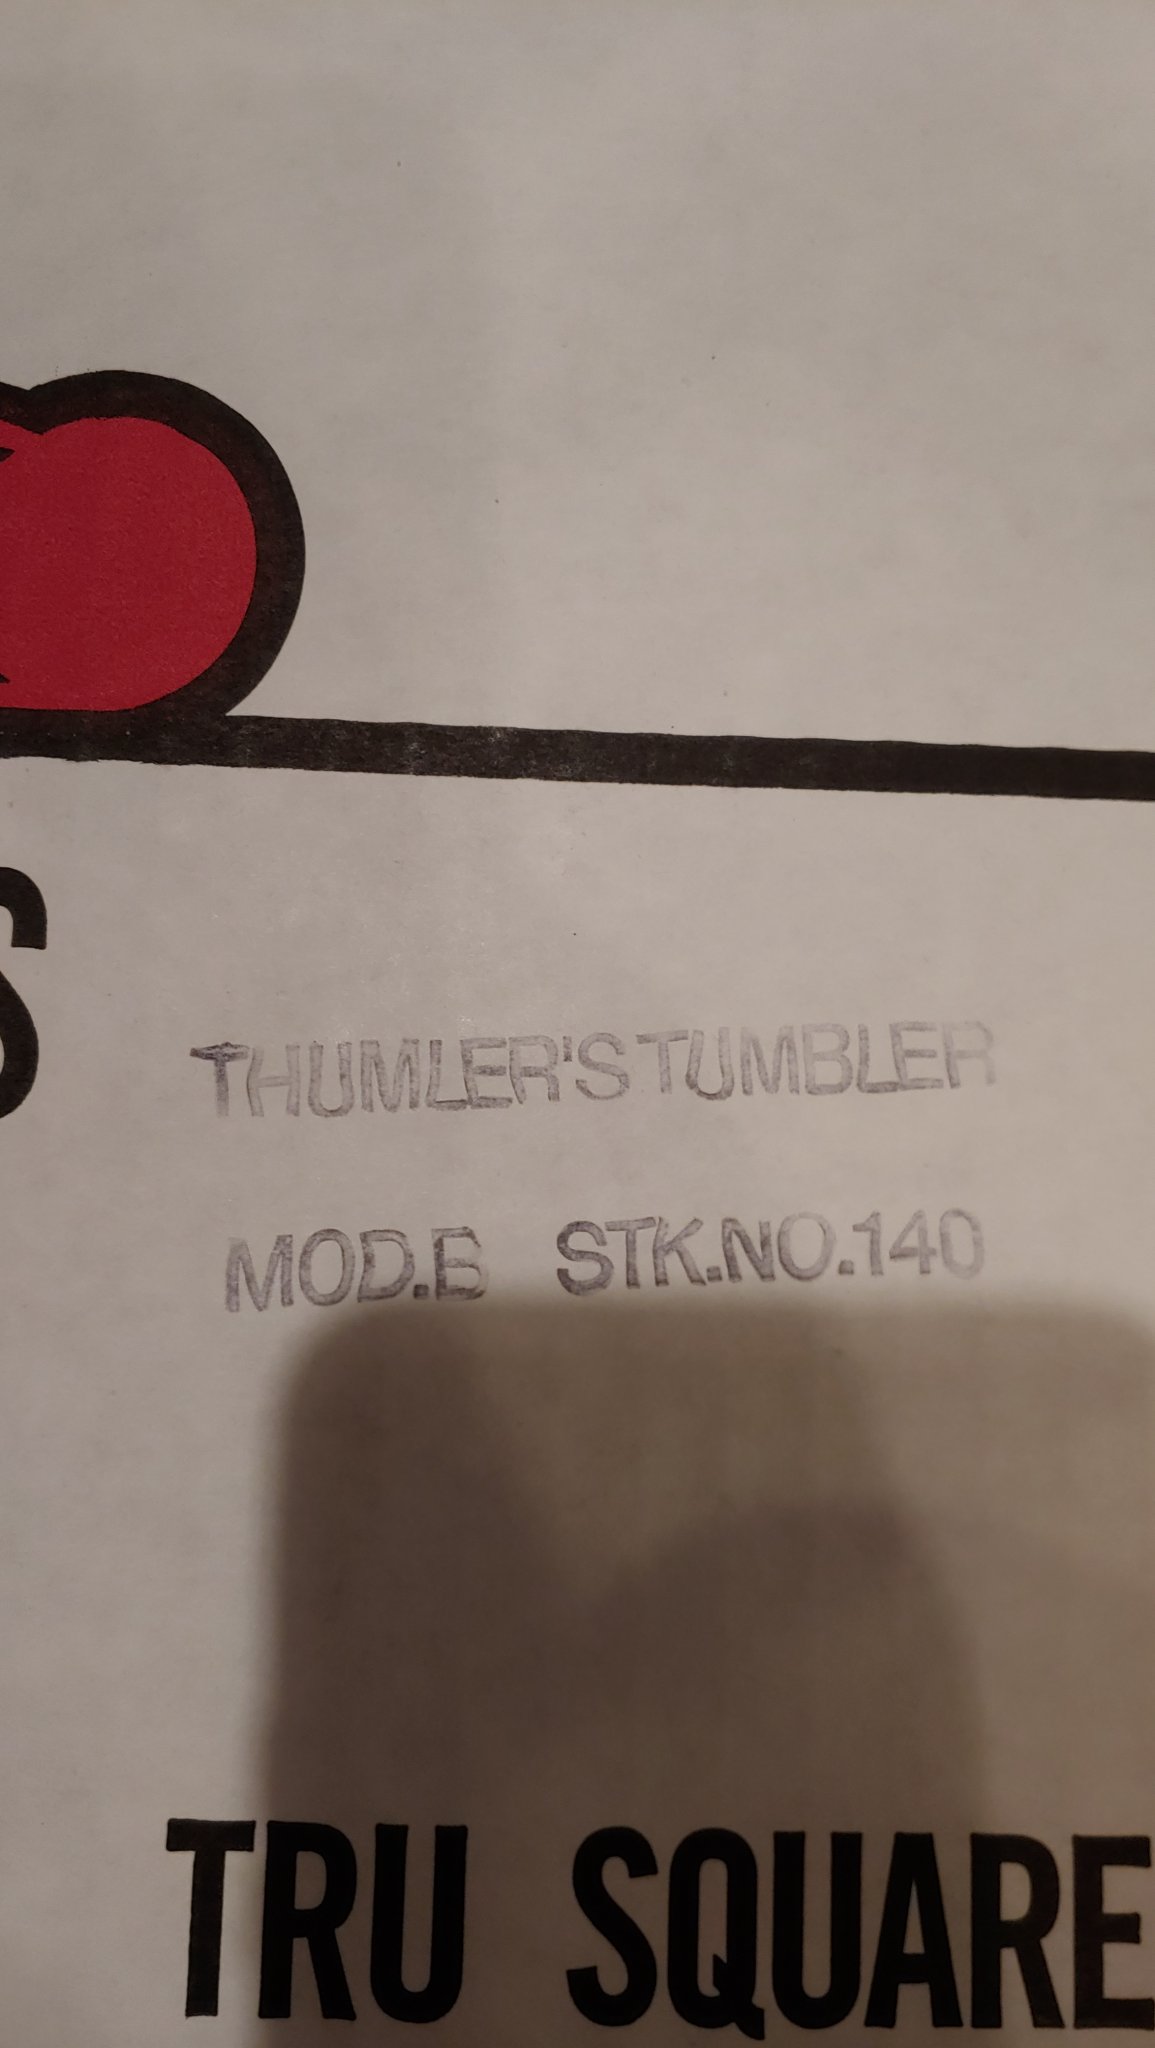 S
THUMLER'S TUMBLER
MOD.B STK.NO.140
TRU SQUARE